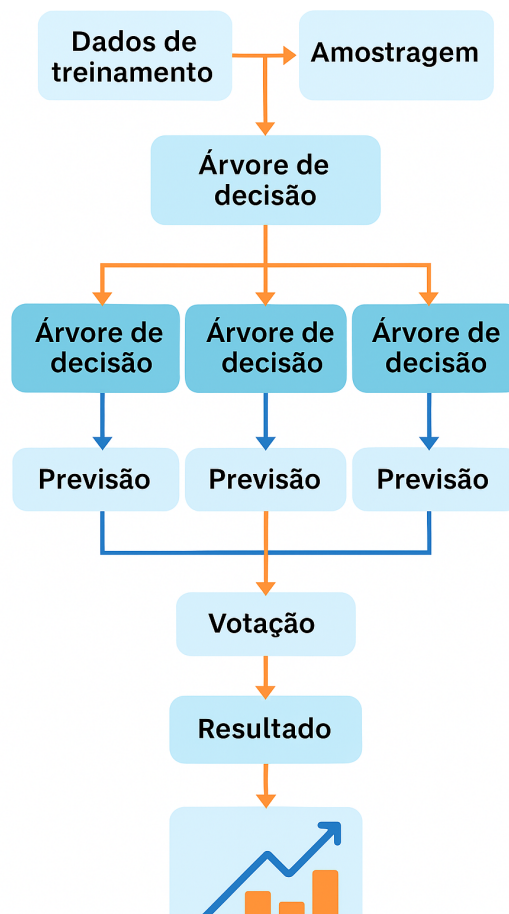 Dados de
treinamento
Amostragem
Árvore de
decisão
Árvore de
decisão
Árvore de
decisão
Árvore de
decisão
Previsão
Previsão
Previsão
Votação
Resultado